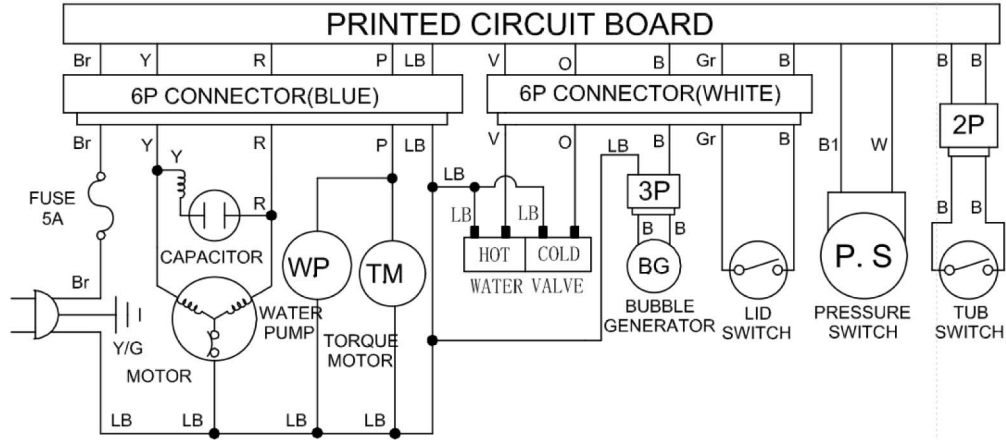 PRINTED CIRCUIT BOARD
Br Y R P LB V O B Gr B B B
6P CONNECTOR(BLUE) 6P CONNECTOR(WHITE)
2P
Br Y R P LB V O LB B Gr B B1 W
Y LB
3P
FUSE
5A
R LB LB B B B B
CAPACITOR
WP TM HOT COLD BG P. S
WATER VALVE
Br
Y/G
MOTOR
WATER
PUMP
TORQUE
MOTOR
BUBBLE
GENERATOR
LID
SWITCH
PRESSURE
SWITCH
TUB
SWITCH
LB LB LB LB